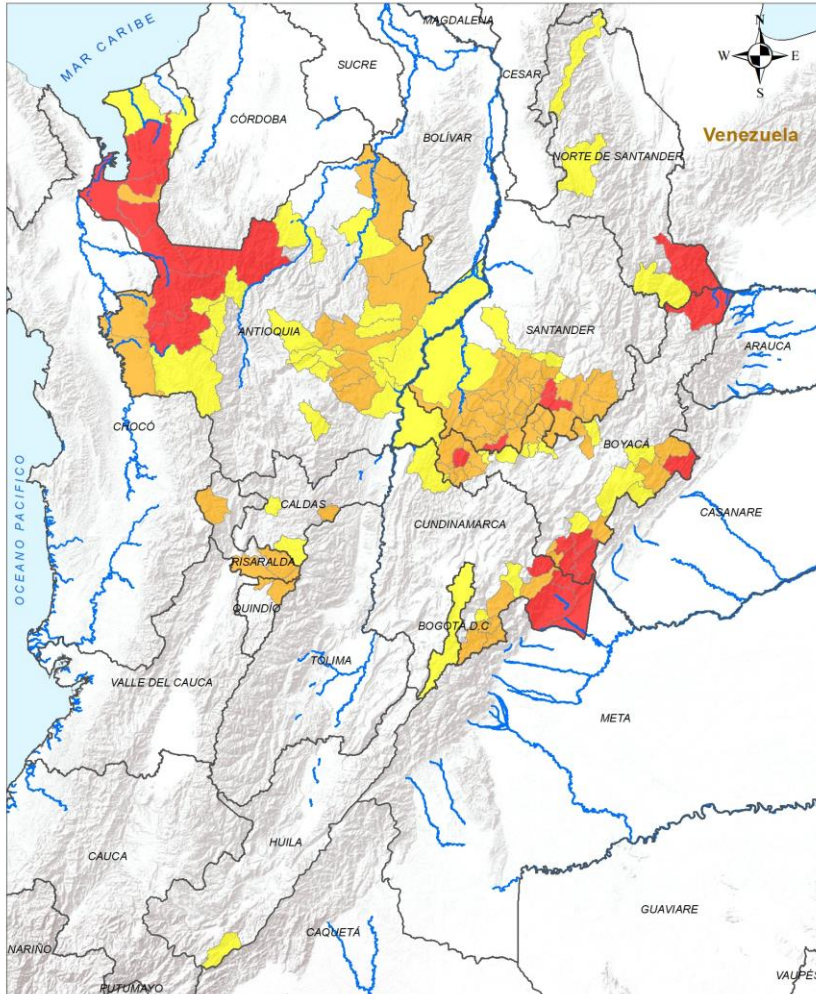 MAGDALENA
N
W E
S
MAR CARIBE
SUCRE
CESAR
CÓRDOBA
BOLÍVAR
Venezuela
NORTE DE SANTANDER
ANTIOQUIA
SANTANDER
ARAUCA
CHOCÓ
BOYACÁ
CALDAS
CUNDINAMARCA
CASANARE
OCEANO PACIFICO
RISARALDA
QUINDÍO
BOGOTÁ,D.C
TOLIMA
VALLE DEL CAUCA
META
HUILA
CAUCA
GUAVIARE
CAQUETÁ
NARIÑO
PUTUMAYO
VAUPÉS